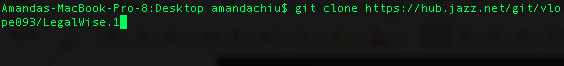 Amandas-MacBook-Pro-8:Desktop amandachiu$ git clone https://hub.jazz.net/git/vlo
pe093/LegalWise.1